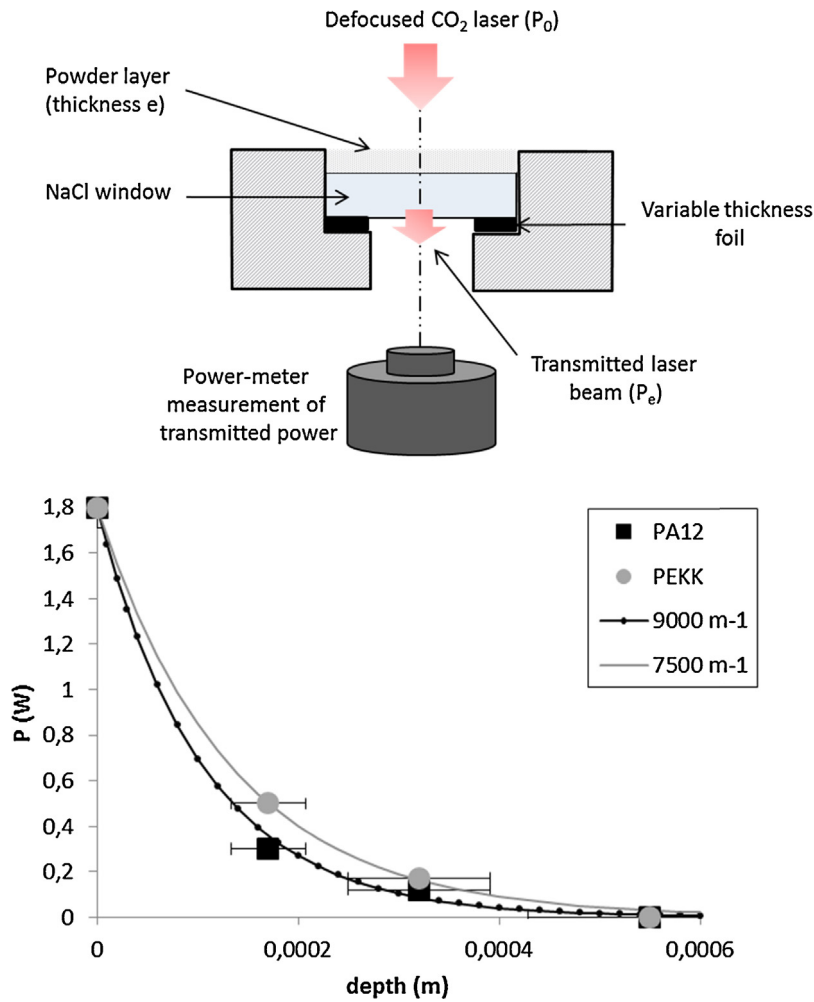 Defocused CO₂ laser (P₀)
Powder layer
(thickness e)
NaCl window
Variable thickness
foil
Transmitted laser
beam (Pₑ)
Power-meter
measurement of
transmitted power
1,8
1,6
1,4
1,2
1
0,8
0,6
0,4
0,2
0
P (W)
PA12
PEKK
9000 m-1
7500 m-1
0
0,0002
0,0004
0,0006
depth (m)